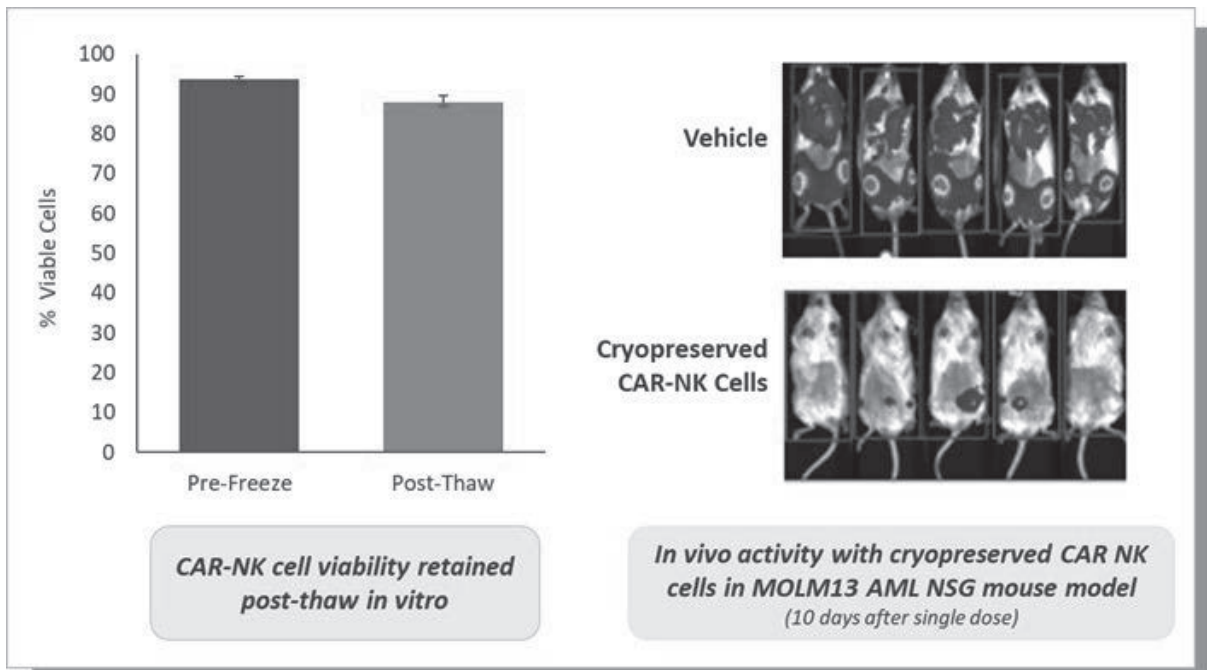 100
90
80
70
60
50
40
30
20
10
0
% Viable Cells
Pre-Freeze
Post-Thaw
CAR-NK cell viability retained
post-thaw in vitro
Vehicle
Cryopreserved
CAR-NK Cells
In vivo activity with cryopreserved CAR NK
cells in MOLM13 AML NSG mouse model
(10 days after single dose)